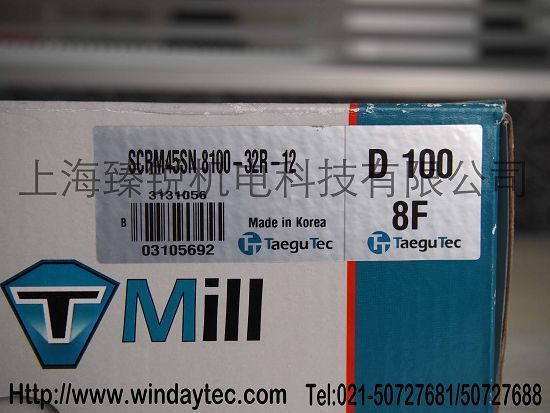 SCRM45SN 8100-32R-12
D 100
上海臻锐机电科技有限公司
3131056
8F
B
Made in Korea
03105692
TaeguTec
TaeguTec
T Mill
Http://www.windaytec.com Tel:021-50727681/50727688